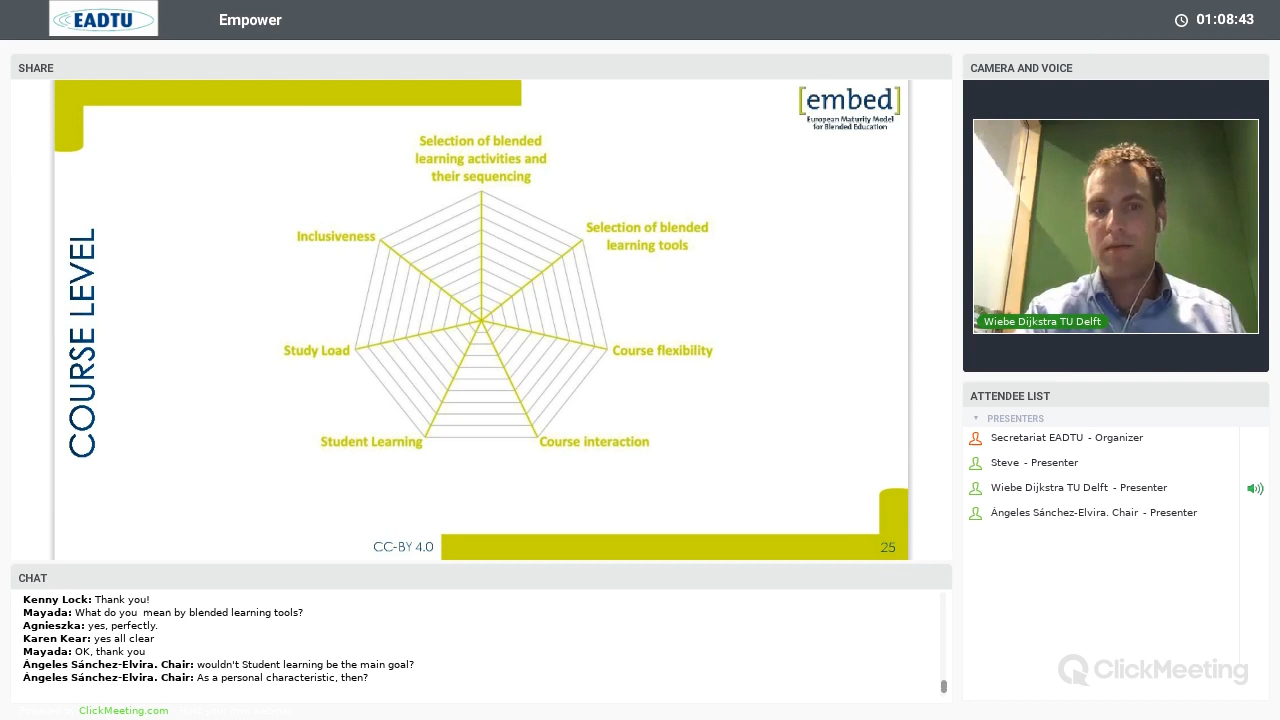 EADTU
Empower
01:08:43
SHARE
CAMERA AND VOICE
[embed]
European Maturity Model
for Blended Education
COURSE LEVEL
Selection of blended
learning activities and
their sequencing
Selection of blended
learning tools
Inclusiveness
Study Load
Course flexibility
Student Learning
Course interaction
CC-BY 4.0
25
Wiebe Dijkstra TU Delft
ATTENDEE LIST
PRESENTERS
Secretariat EADTU - Organizer
Steve - Presenter
Wiebe Dijkstra TU Delft - Presenter
Ángeles Sánchez-Elvira. Chair - Presenter
ClickMeeting
CHAT
Kenny Lock: Thank you!
Mayada: What do you mean by blended learning tools?
Agnieszka: yes, perfectly.
Karen Kear: yes all clear
Mayada: OK, thank you
Ángeles Sánchez-Elvira. Chair: wouldn't Student learning be the main goal?
Ángeles Sánchez-Elvira. Chair: As a personal characteristic, then?
ClickMeeting.com